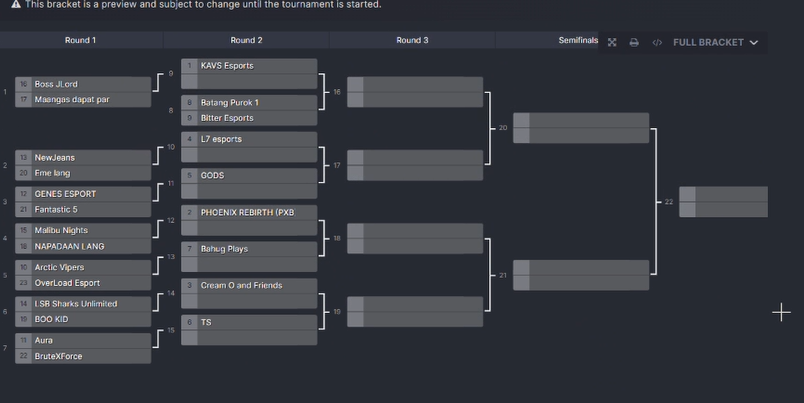 This bracket is a preview and subject to change until the tournament is started.
Round 1 Round 2 Round 3 Semifinals FULL BRACKET
1
16 Boss JLord
17 Maangas dapat par
2
13 NewJeans
20 Eme lang
3
12 GENES ESPORT
21 Fantastic 5
4
15 Malibu Nights
18 NAPADAAN LANG
5
10 Arctic Vipers
23 OverLoad Esport
6
14 LSB Sharks Unlimited
19 BOO KID
7
11 Aura
22 BruteXForce
9
1 KAVS Esports
8
8 Batang Purok 1
9 Bitter Esports
10
4 L7 esports
11
5 GODS
12
2 PHOENIX REBIRTH (PXB
13
7 Bahug Plays
14
3 Cream O and Friends
15
6 TS
16
17
18
19
20
21
22